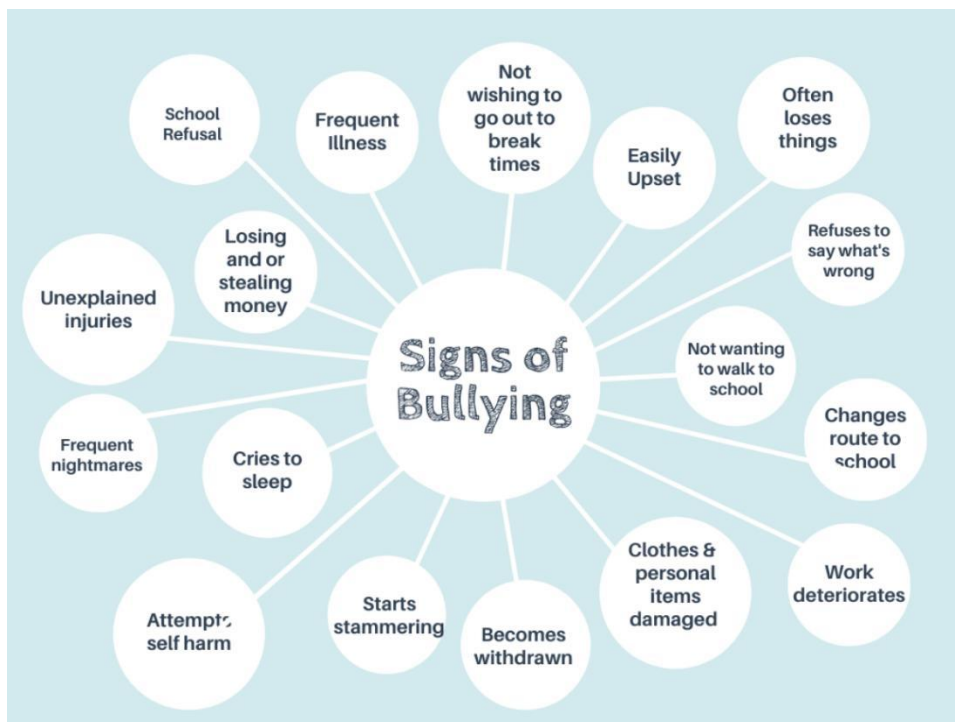 School
Refusal
Frequent
Illness
Not
wishing to
go out to
break
times
Easily
Upset
Often
loses
things
Losing
and or
stealing
money
Refuses to
say what's
wrong
Unexplained
injuries
Signs of
Bullying
Not wanting
to walk to
school
Changes
route to
school
Frequent
nightmares
Cries to
sleep
Clothes &
personal
items
damaged
Work
deteriorates
Attempts
self harm
Starts
stammering
Becomes
withdrawn